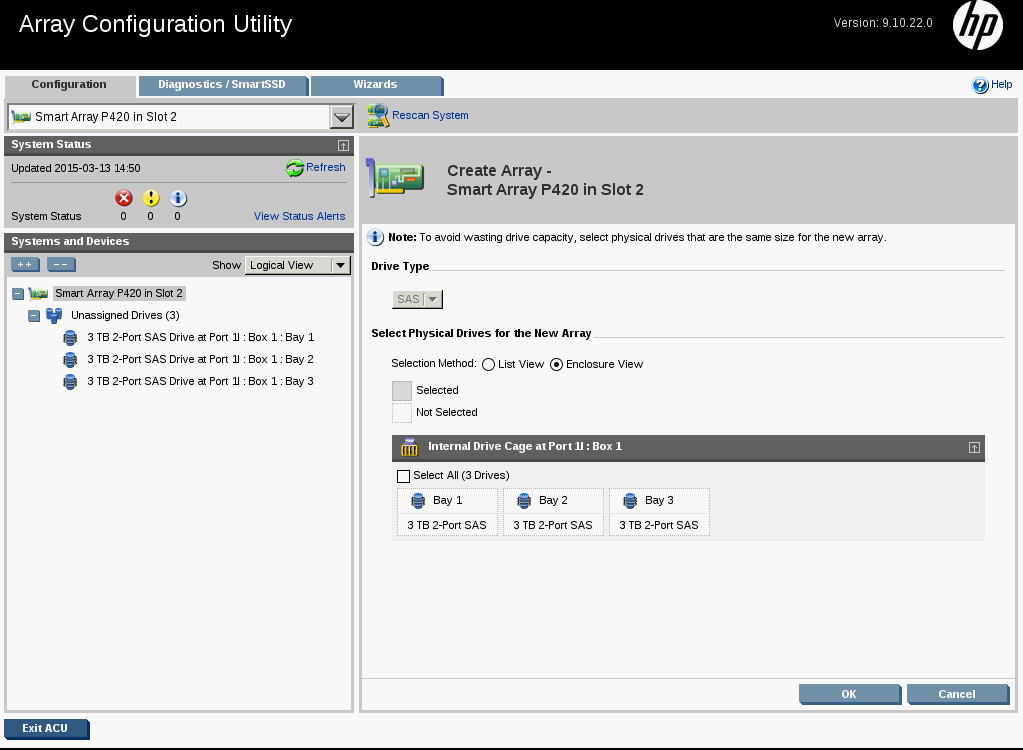 Array Configuration Utility
Version: 9.10.22.0
hp
Configuration
Diagnostics / SmartSSD
Wizards
Help
Smart Array P420 in Slot 2
Rescan System
System Status
Updated 2015-03-13 14:50
Refresh
System Status
0
0
0
View Status Alerts
Systems and Devices
++
--
Show
Logical View
Smart Array P420 in Slot 2
Unassigned Drives (3)
3 TB 2-Port SAS Drive at Port 1I : Box 1 : Bay 1
3 TB 2-Port SAS Drive at Port 1I : Box 1 : Bay 2
3 TB 2-Port SAS Drive at Port 1I : Box 1 : Bay 3
Create Array -
Smart Array P420 in Slot 2
Note: To avoid wasting drive capacity, select physical drives that are the same size for the new array.
Drive Type
SAS
Select Physical Drives for the New Array
Selection Method:
List View
Enclosure View
Selected
Not Selected
Internal Drive Cage at Port 1I : Box 1
Select All (3 Drives)
Bay 1
3 TB 2-Port SAS
Bay 2
3 TB 2-Port SAS
Bay 3
3 TB 2-Port SAS
OK
Cancel
Exit ACU